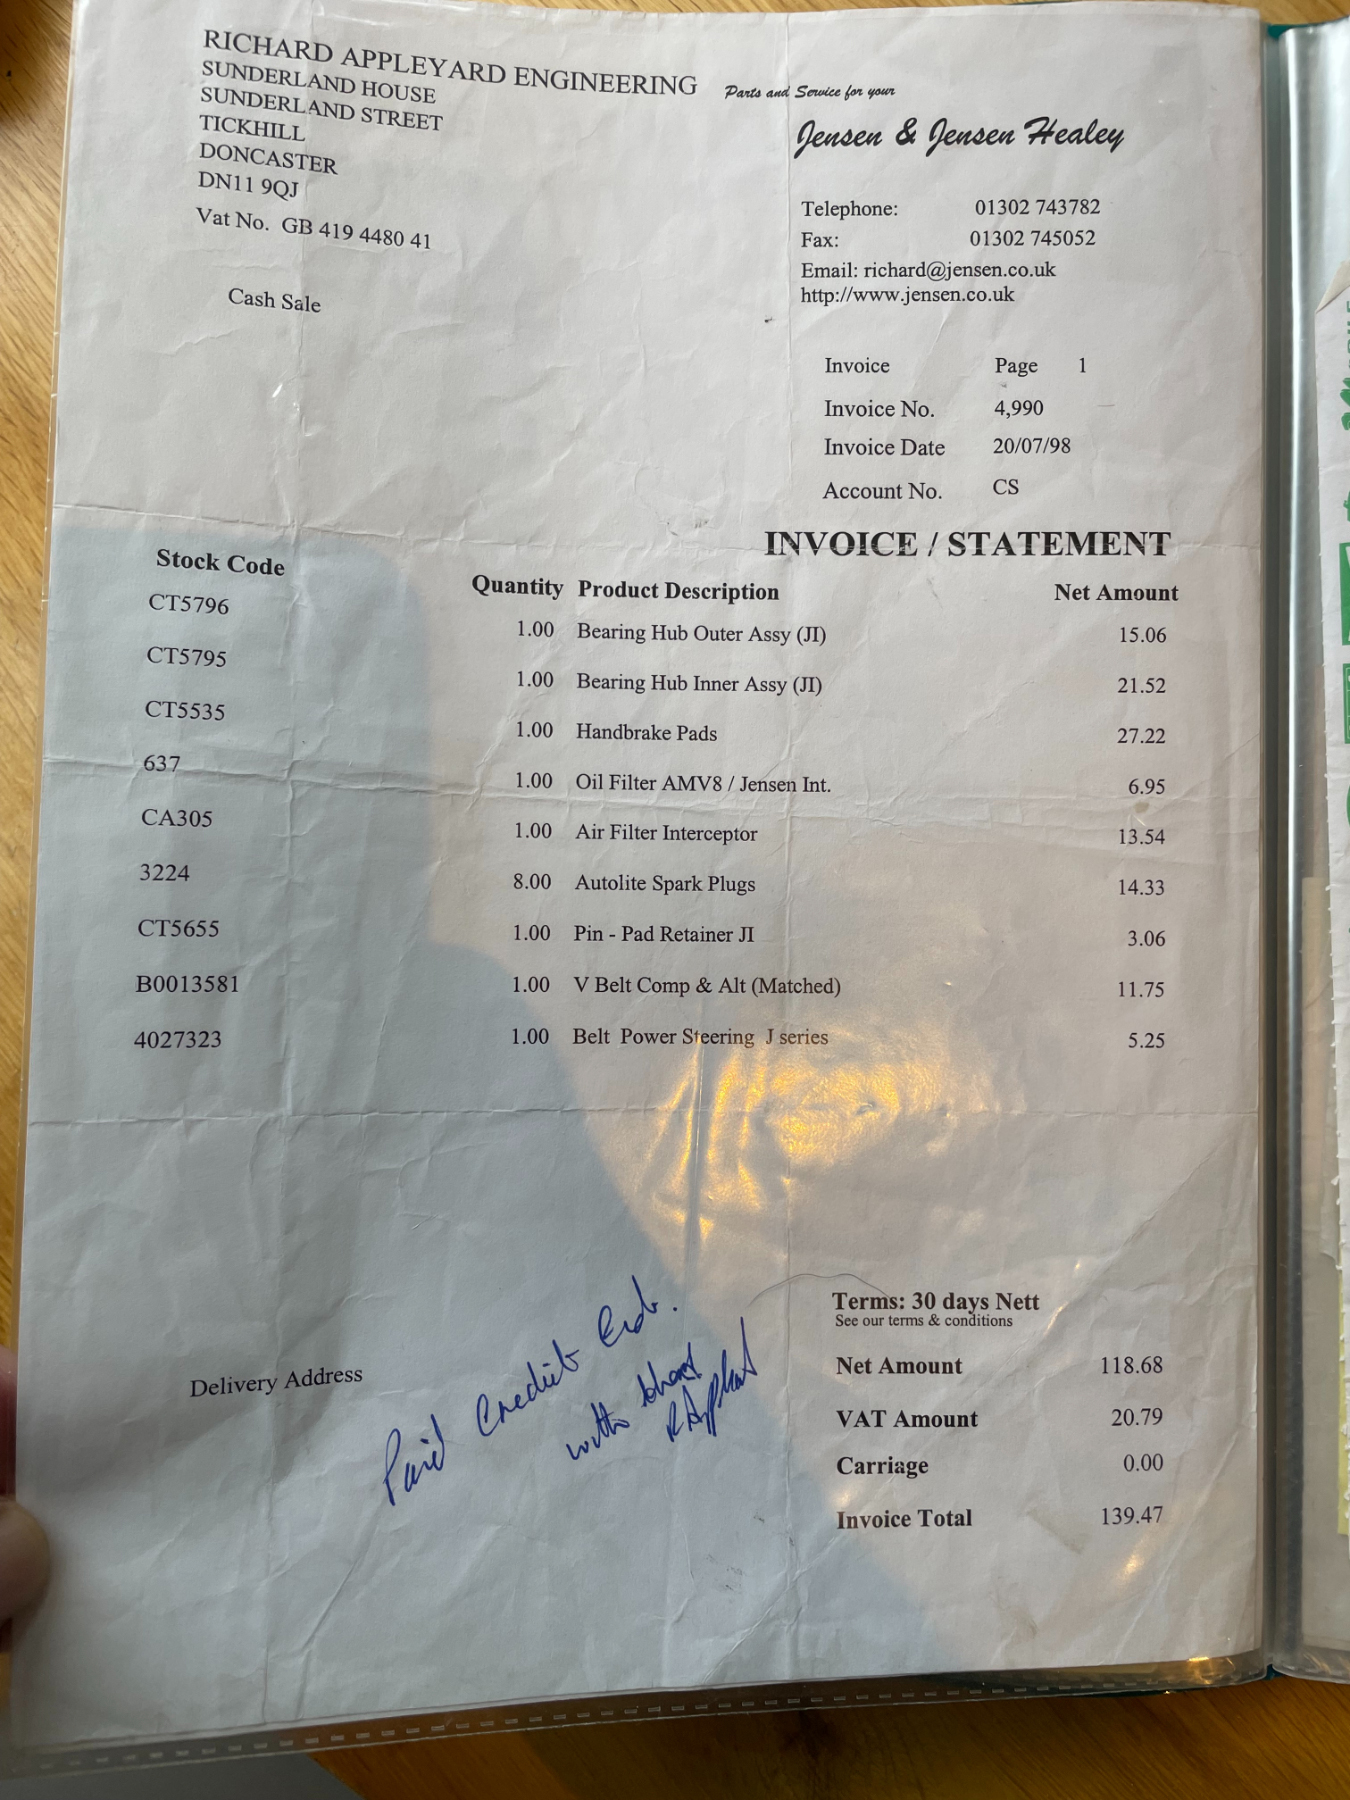 RICHARD APPLEYARD ENGINEERING
SUNDERLAND HOUSE
SUNDERLAND STREET
TICKHILL
DONCASTER
DN11 9QJ
Vat No. GB 419 4480 41
Cash Sale
Parts and Service for your
Jensen & Jensen Healey
Telephone: 01302 743782
Fax: 01302 745052
Email: richard@jensen.co.uk
http://www.jensen.co.uk
Invoice Page 1
Invoice No. 4,990
Invoice Date 20/07/98
Account No. CS
INVOICE / STATEMENT
Stock Code Quantity Product Description Net Amount
CT5796 1.00 Bearing Hub Outer Assy (JI) 15.06
CT5795 1.00 Bearing Hub Inner Assy (JI) 21.52
CT5535 1.00 Handbrake Pads 27.22
637 1.00 Oil Filter AMV8 / Jensen Int. 6.95
CA305 1.00 Air Filter Interceptor 13.54
3224 8.00 Autolite Spark Plugs 14.33
CT5655 1.00 Pin - Pad Retainer JI 3.06
B0013581 1.00 V Belt Comp & Alt (Matched) 11.75
4027323 1.00 Belt Power Steering J series 5.25
Terms: 30 days Nett
See our terms & conditions
Net Amount 118.68
VAT Amount 20.79
Carriage 0.00
Invoice Total 139.47
Delivery Address
Paid Credit
with